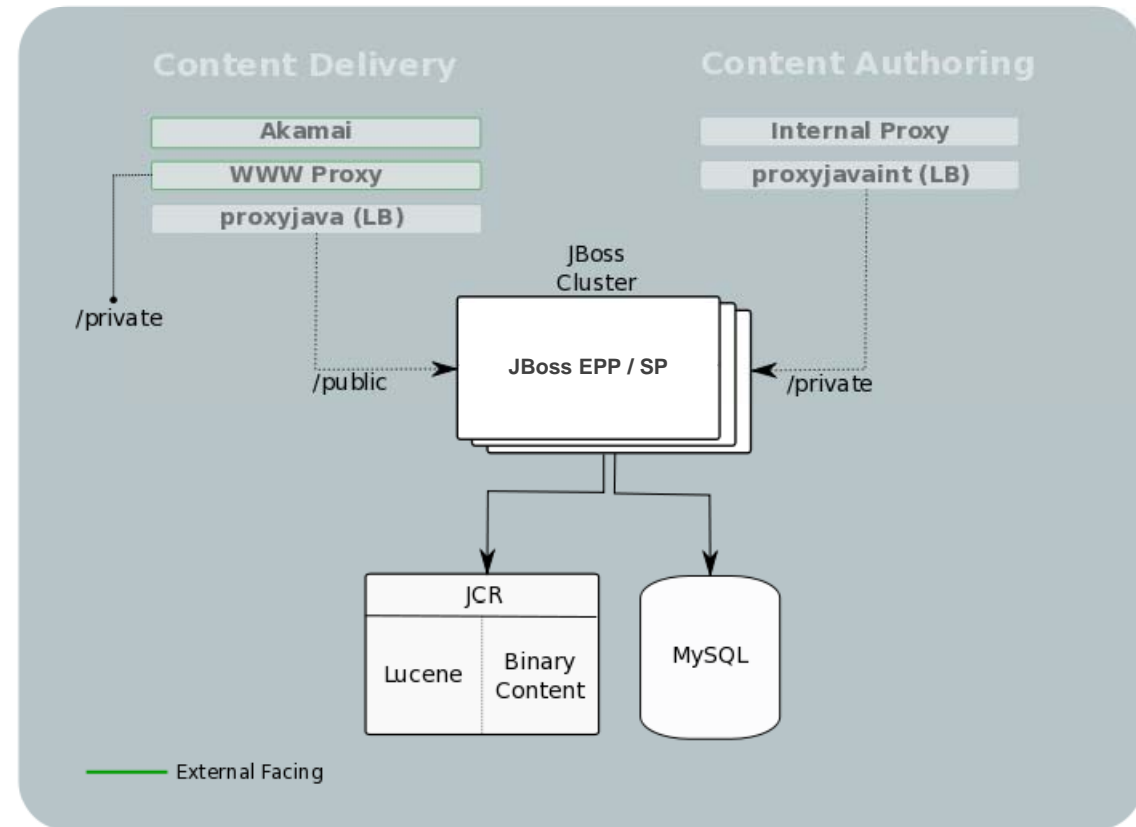 Content Delivery
Content Authoring
Akamai
WWW Proxy
proxyjava (LB)
Internal Proxy
proxyjavaint (LB)
/private
JBoss
Cluster
JBoss EPP / SP
/public
/private
JCR
Lucene
Binary
Content
MySQL
External Facing